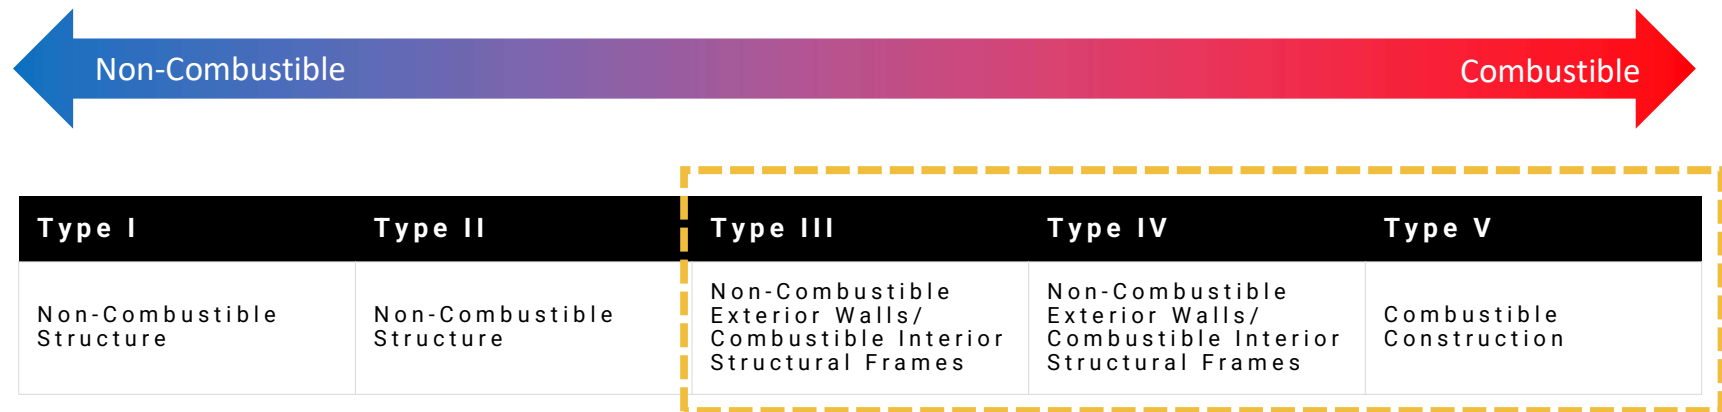 Non-Combustible
Combustible
Type I
Type II
Type III
Type IV
Type V
Non-Combustible
Structure
Non-Combustible
Structure
Non-Combustible
Exterior Walls/
Combustible Interior
Structural Frames
Non-Combustible
Exterior Walls/
Combustible Interior
Structural Frames
Combustible
Construction